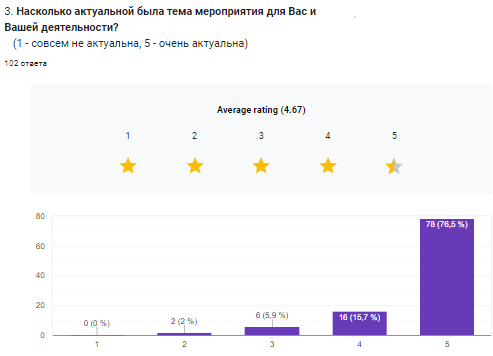 3. Насколько актуальной была тема мероприятия для Вас и
Вашей деятельности?
(1 - совсем не актуальна, 5 - очень актуальна)
102 ответа
Average rating (4.67)
1 2 3 4 5
80
60
40
20
0
0 (0 %)
2 (2 %)
6 (5,9 %)
16 (15,7 %)
78 (76,5 %)
1 2 3 4 5